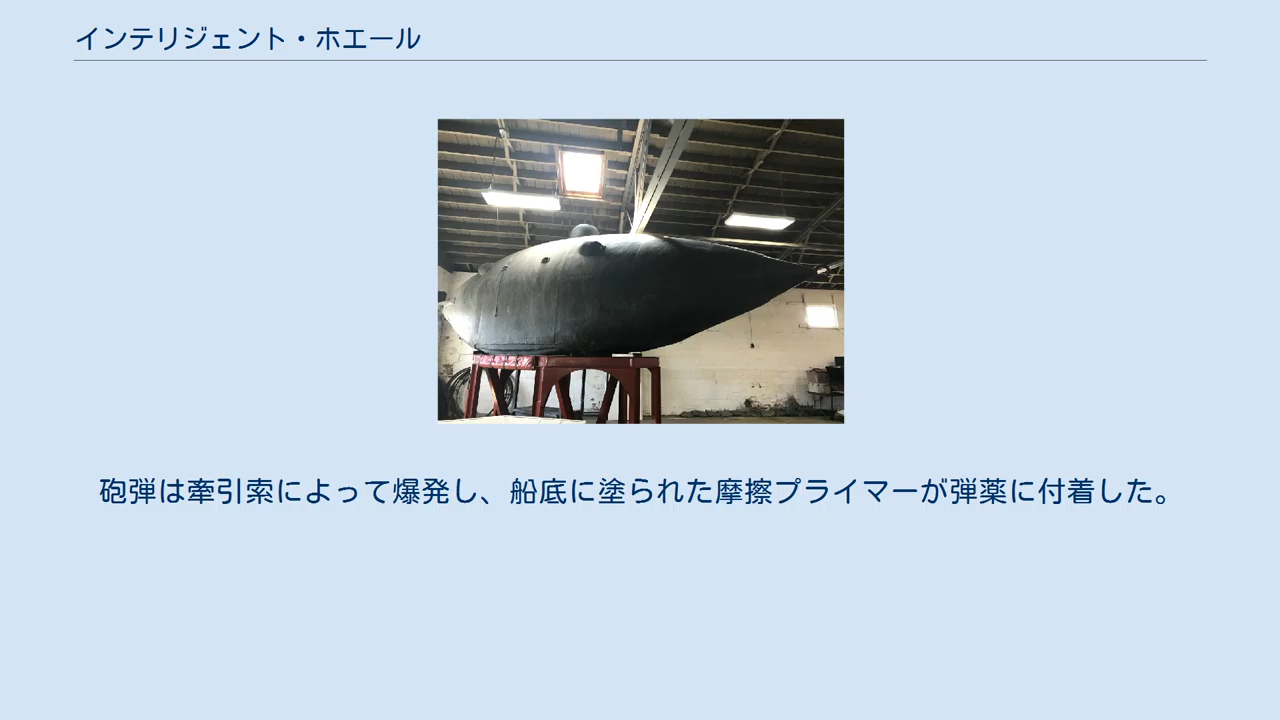 インテリジェント・ホエール
砲弾は牽引索によって爆発し、船底に塗られた摩擦プライマーが弾薬に付着した。